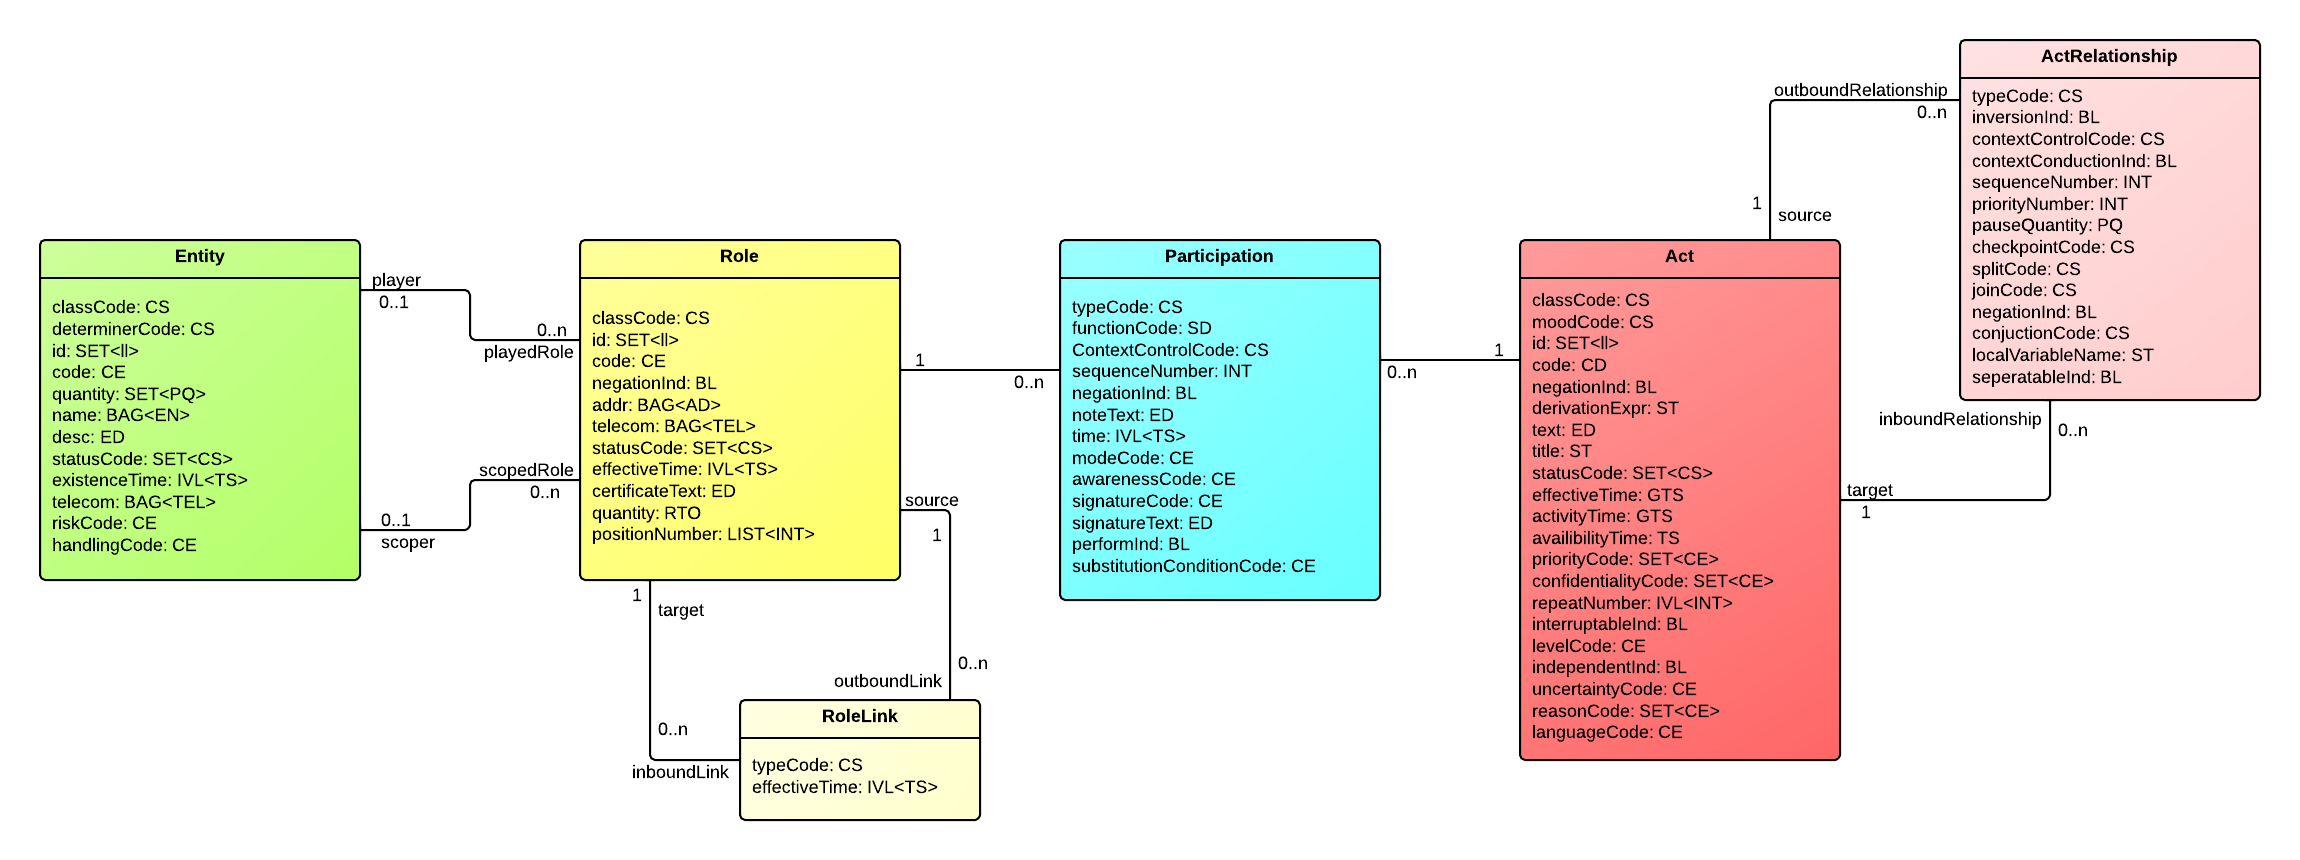 Entity
classCode: CS
determinerCode: CS
id: SET<ll>
code: CE
quantity: SET<PQ>
name: BAG<EN>
desc: ED
statusCode: SET<CS>
existenceTime: IVL<TS>
telecom: BAG<TEL>
riskCode: CE
handlingCode: CE
player
0..1
0..n
playedRole
scopedRole
0..n
0..1
scoper
Role
classCode: CS
id: SET<ll>
code: CE
negationInd: BL
addr: BAG<AD>
telecom: BAG<TEL>
statusCode: SET<CS>
effectiveTime: IVL<TS>
certificateText: ED
quantity: RTO
positionNumber: LIST<INT>
1
0..n
source
1
0..n
outboundLink
1
target
0..n
inboundLink
RoleLink
typeCode: CS
effectiveTime: IVL<TS>
Participation
typeCode: CS
functionCode: SD
ContextControlCode: CS
sequenceNumber: INT
negationInd: BL
noteText: ED
time: IVL<TS>
modeCode: CE
awarenessCode: CE
signatureCode: CE
signatureText: ED
performInd: BL
substitutionConditionCode: CE
1
0..n
Act
classCode: CS
moodCode: CS
id: SET<ll>
code: CD
negationInd: BL
derivationExpr: ST
text: ED
title: ST
statusCode: SET<CS>
effectiveTime: GTS
activityTime: GTS
availibilityTime: TS
priorityCode: SET<CE>
confidentialityCode: SET<CE>
repeatNumber: IVL<INT>
interruptableInd: BL
levelCode: CE
independentInd: BL
uncertaintyCode: CE
reasonCode: SET<CE>
languageCode: CE
outboundRelationship
0..n
1
source
ActRelationship
typeCode: CS
inversionInd: BL
contextControlCode: CS
contextConductionInd: BL
sequenceNumber: INT
priorityNumber: INT
pauseQuantity: PQ
checkpointCode: CS
splitCode: CS
joinCode: CS
negationInd: BL
conjuctionCode: CS
localVariableName: ST
seperatableInd: BL
inboundRelationship
0..n
target
1